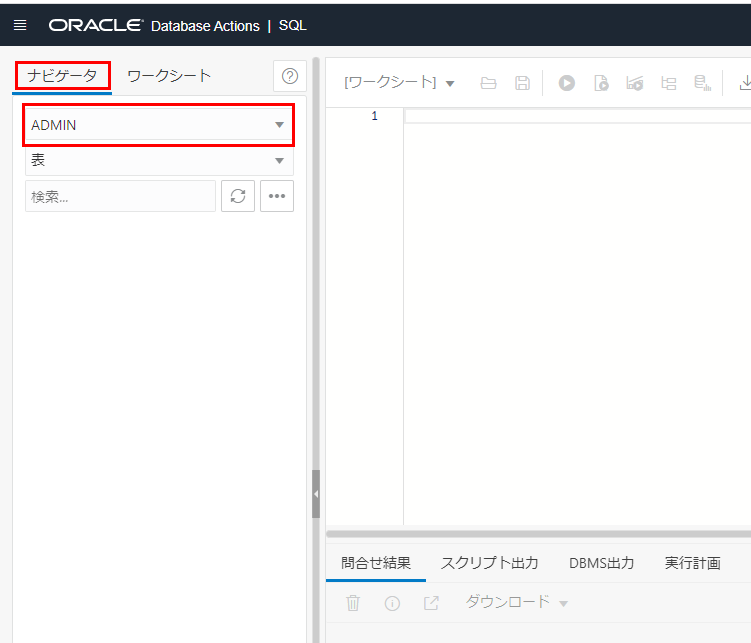 ORACLE Database Actions | SQL
ナビゲータ ワークシート
[ワークシート]
ADMIN
表
検索...
1
問合せ結果 スクリプト出力 DBMS出力 実行計画
ダウンロード